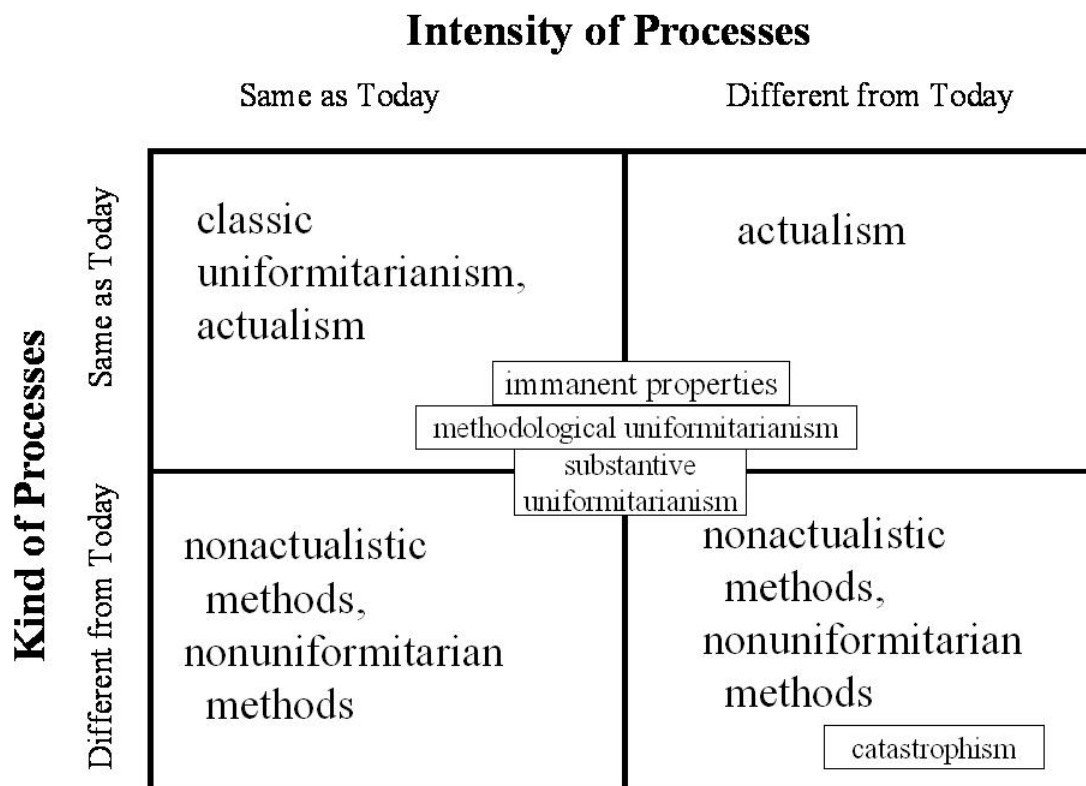 Intensity of Processes
Same as Today
Different from Today
Kind of Processes
Same as Today
Different from Today
classic
uniformitarianism,
actualism
actualism
immanent properties
methodological uniformitarianism
substantive
uniformitarianism
nonactualistic
methods,
nonuniformitarian
methods
nonactualistic
methods,
nonuniformitarian
methods
catastrophism